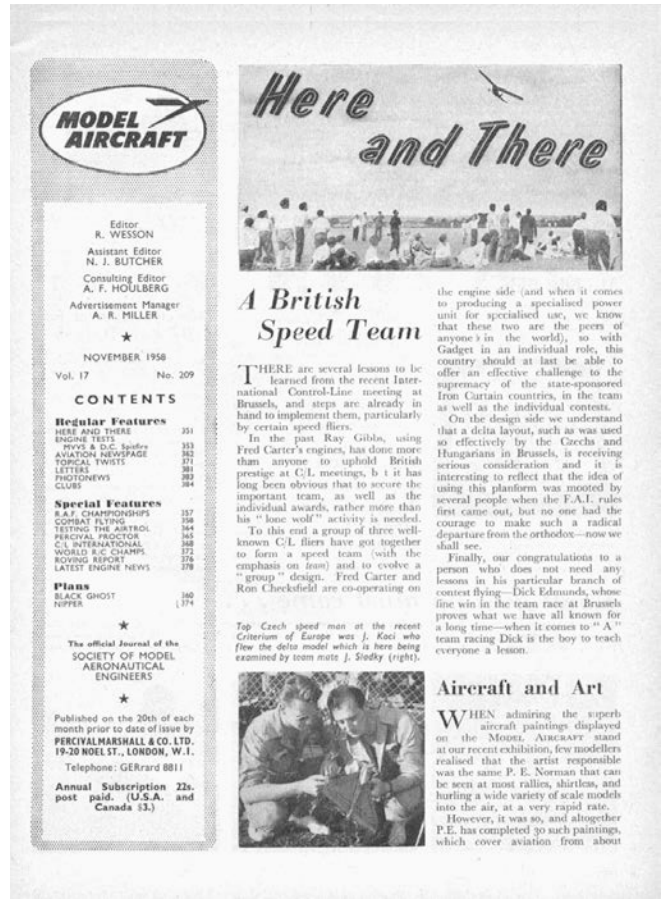 MODEL
AIRCRAFT
Editor
R. WESSON
Assistant Editor
N. J. BUTCHER
Consulting Editor
A. F. HOULBERG
Advertisement Manager
A. R. MILLER
★
NOVEMBER 1958
Vol. 17 No. 209
CONTENTS
Regular Features
HERE AND THERE 351
ENGINE TESTS
MVVS & D.C. Spitfire 353
AVIATION NEWSPAGE 362
TOPICAL TWISTS 371
LETTERS 381
PHOTONEWS 383
CLUBS 384
Special Features
R.A.F. CHAMPIONSHIPS 357
COMBAT FLYING 358
TESTING THE AIRTROL 364
PERCIVAL PROCTOR 365
C/L INTERNATIONAL 368
WORLD R/C CHAMPS. 372
ROVING REPORT 376
LATEST ENGINE NEWS 378
Plans
BLACK GHOST 360
NIPPER 374
★
The official Journal of the
SOCIETY OF MODEL
AERONAUTICAL
ENGINEERS
★
Published on the 20th of each
month prior to date of issue by
PERCIVAL MARSHALL & CO. LTD.
19-20 NOEL ST., LONDON, W.1.
Telephone: GERrard 8811
Annual Subscription 22s.
post paid. (U.S.A. and
Canada $3.)
Here
and There
A British
Speed Team
THERE are several lessons to be
learned from the recent Inter-
national Control-Line meeting at
Brussels, and steps are already in
hand to implement them, particularly
by certain speed fliers.
In the past Ray Gibbs, using
Fred Carter's engines, has done more
than anyone to uphold British
prestige at C/L meetings, b t it has
long been obvious that to secure the
important team, as well as the
individual awards, rather more than
his "lone wolf" activity is needed.
To this end a group of three well-
known C/L fliers have got together
to form a speed team (with the
emphasis on team) and to evolve a
"group" design. Fred Carter and
Ron Checksfield are co-operating on
Top Czech speed man at the recent
Criterium of Europe was J. Koci who
flew the delta model which is here being
examined by team mate J. Sladky (right).
the engine side (and when it comes
to producing a specialised power
unit for specialised use, we know
that these two are the peers of
anyone in the world), so with
Gadget in an individual role, this
country should at last be able to
offer an effective challenge to the
supremacy of the state-sponsored
Iron Curtain countries, in the team
as well as the individual contests.
On the design side we understand
that a delta layout, such as was used
so effectively by the Czechs and
Hungarians in Brussels, is receiving
serious consideration and it is
interesting to reflect that the idea of
using this planform was mooted by
several people when the F.A.I. rules
first came out, but no one had the
courage to make such a radical
departure from the orthodox—now we
shall see.
Finally, our congratulations to a
person who does not need any
lessons in his particular branch of
contest flying—Dick Edmunds, whose
fine win in the team race at Brussels
proves what we have all known for
a long time—when it comes to "A"
team racing Dick is the boy to teach
everyone a lesson.
Aircraft and Art
WHEN admiring the superb
aircraft paintings displayed
on the MODEL AIRCRAFT stand
at our recent exhibition, few modellers
realised that the artist responsible
was the same P. E. Norman that can
be seen at most rallies, shirtless, and
hurling a wide variety of scale models
into the air, at a very rapid rate.
However, it was so, and altogether
P.E. has completed 30 such paintings,
which cover aviation from about